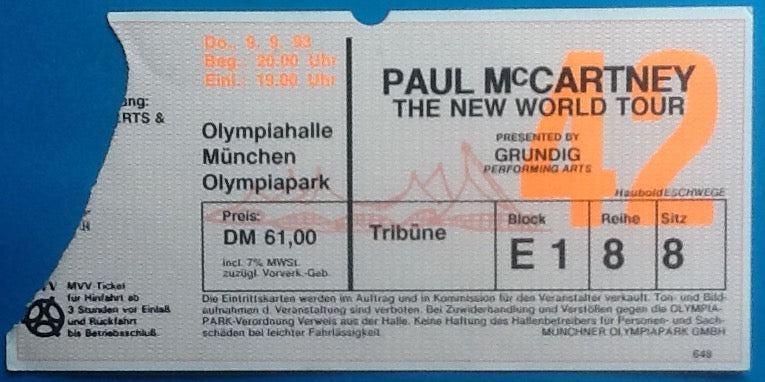 Do., 9. 9. 93
Beg.: 20.00 Uhr
Einl.: 19.00 Uhr
ang:
RTS &
Olympiahalle
München
Olympiapark
Preis:
DM 61,00
incl. 7% MWSt.
zuzügl. Vorverk.-Geb.
MVV-Ticket
für Hinfahrt ab
3 Stunden vor Einlaß
und Rückfahrt
bis Betriebsschluß
42
PAUL McCARTNEY
THE NEW WORLD TOUR
PRESENTED BY
GRUNDIG
PERFORMING ARTS
Haubold ESCHWEGE
Tribüne
Block
E 1
Reihe
8
Sitz
8
Die Eintrittskarten werden im Auftrag und in Kommission für den Veranstalter verkauft. Ton- und Bild-
aufnahmen d. Veranstaltung sind verboten. Bei Zuwiderhandlung und Verstößen gegen die OLYMPIA-
PARK-Verordnung Verweis aus der Halle. Keine Haftung des Hallenbetreibers für Personen- und Sach-
schäden bei leichter Fahrlässigkeit.
MÜNCHNER OLYMPIAPARK GMBH
648